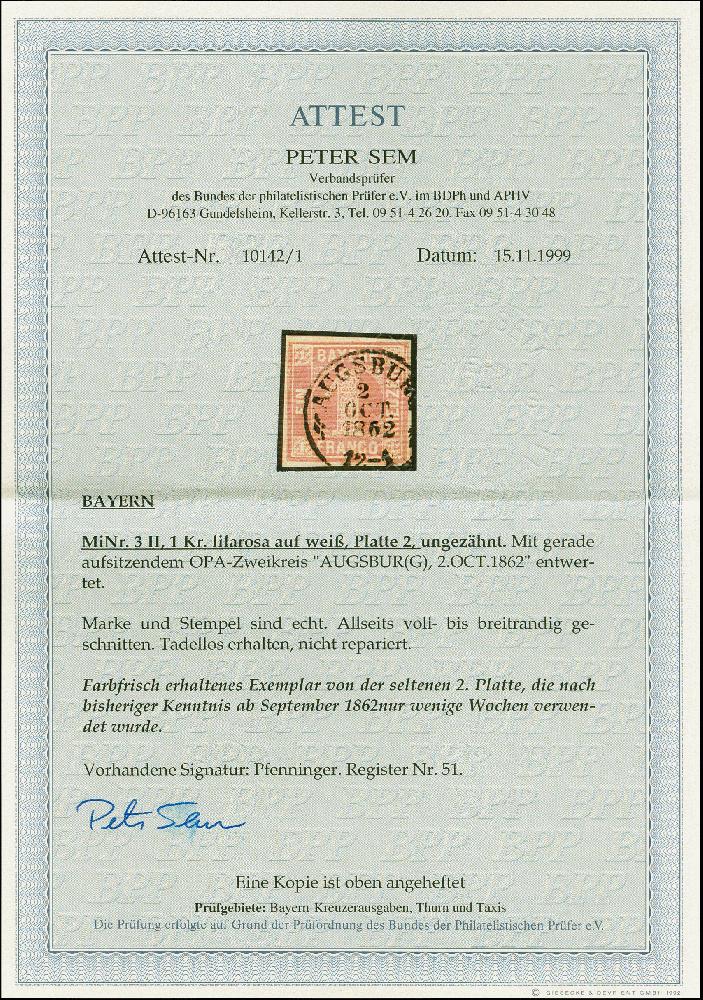 ATTEST
PETER SEM
Verbandsprüfer
des Bundes der philatelistischen Prüfer e.V. im BDPh und APHV
D-96163 Gundelsheim, Kellerstr. 3, Tel. 09 51-4 26 20. Fax 09 51-4 30 48
Attest-Nr. 10142/1 Datum: 15.11.1999
BAYERN
AUGSBUR
2
OCT.
1862
12-1
FRANCO
BAYERN
MiNr. 3 II, 1 Kr. lilarosa auf weiß, Platte 2, ungezähnt. Mit gerade
aufsitzendem OPA-Zweikreis "AUGSBUR(G), 2.OCT.1862" entwer-
tet.
Marke und Stempel sind echt. Allseits voll- bis breitrandig ge-
schnitten. Tadellos erhalten, nicht repariert.
Farbfrisch erhaltenes Exemplar von der seltenen 2. Platte, die nach
bisheriger Kenntnis ab September 1862nur wenige Wochen verwen-
det wurde.
Vorhandene Signatur: Pfenninger. Register Nr. 51.
Peter Sem
Eine Kopie ist oben angeheftet
Prüfgebiete: Bayern Kreuzerausgaben, Thurn und Taxis
Die Prüfung erfolgte auf Grund der Prüfordnung des Bundes der Philatelistischen Prüfer e.V.
© GIESECKE & DEVRIENT GMBH 1992